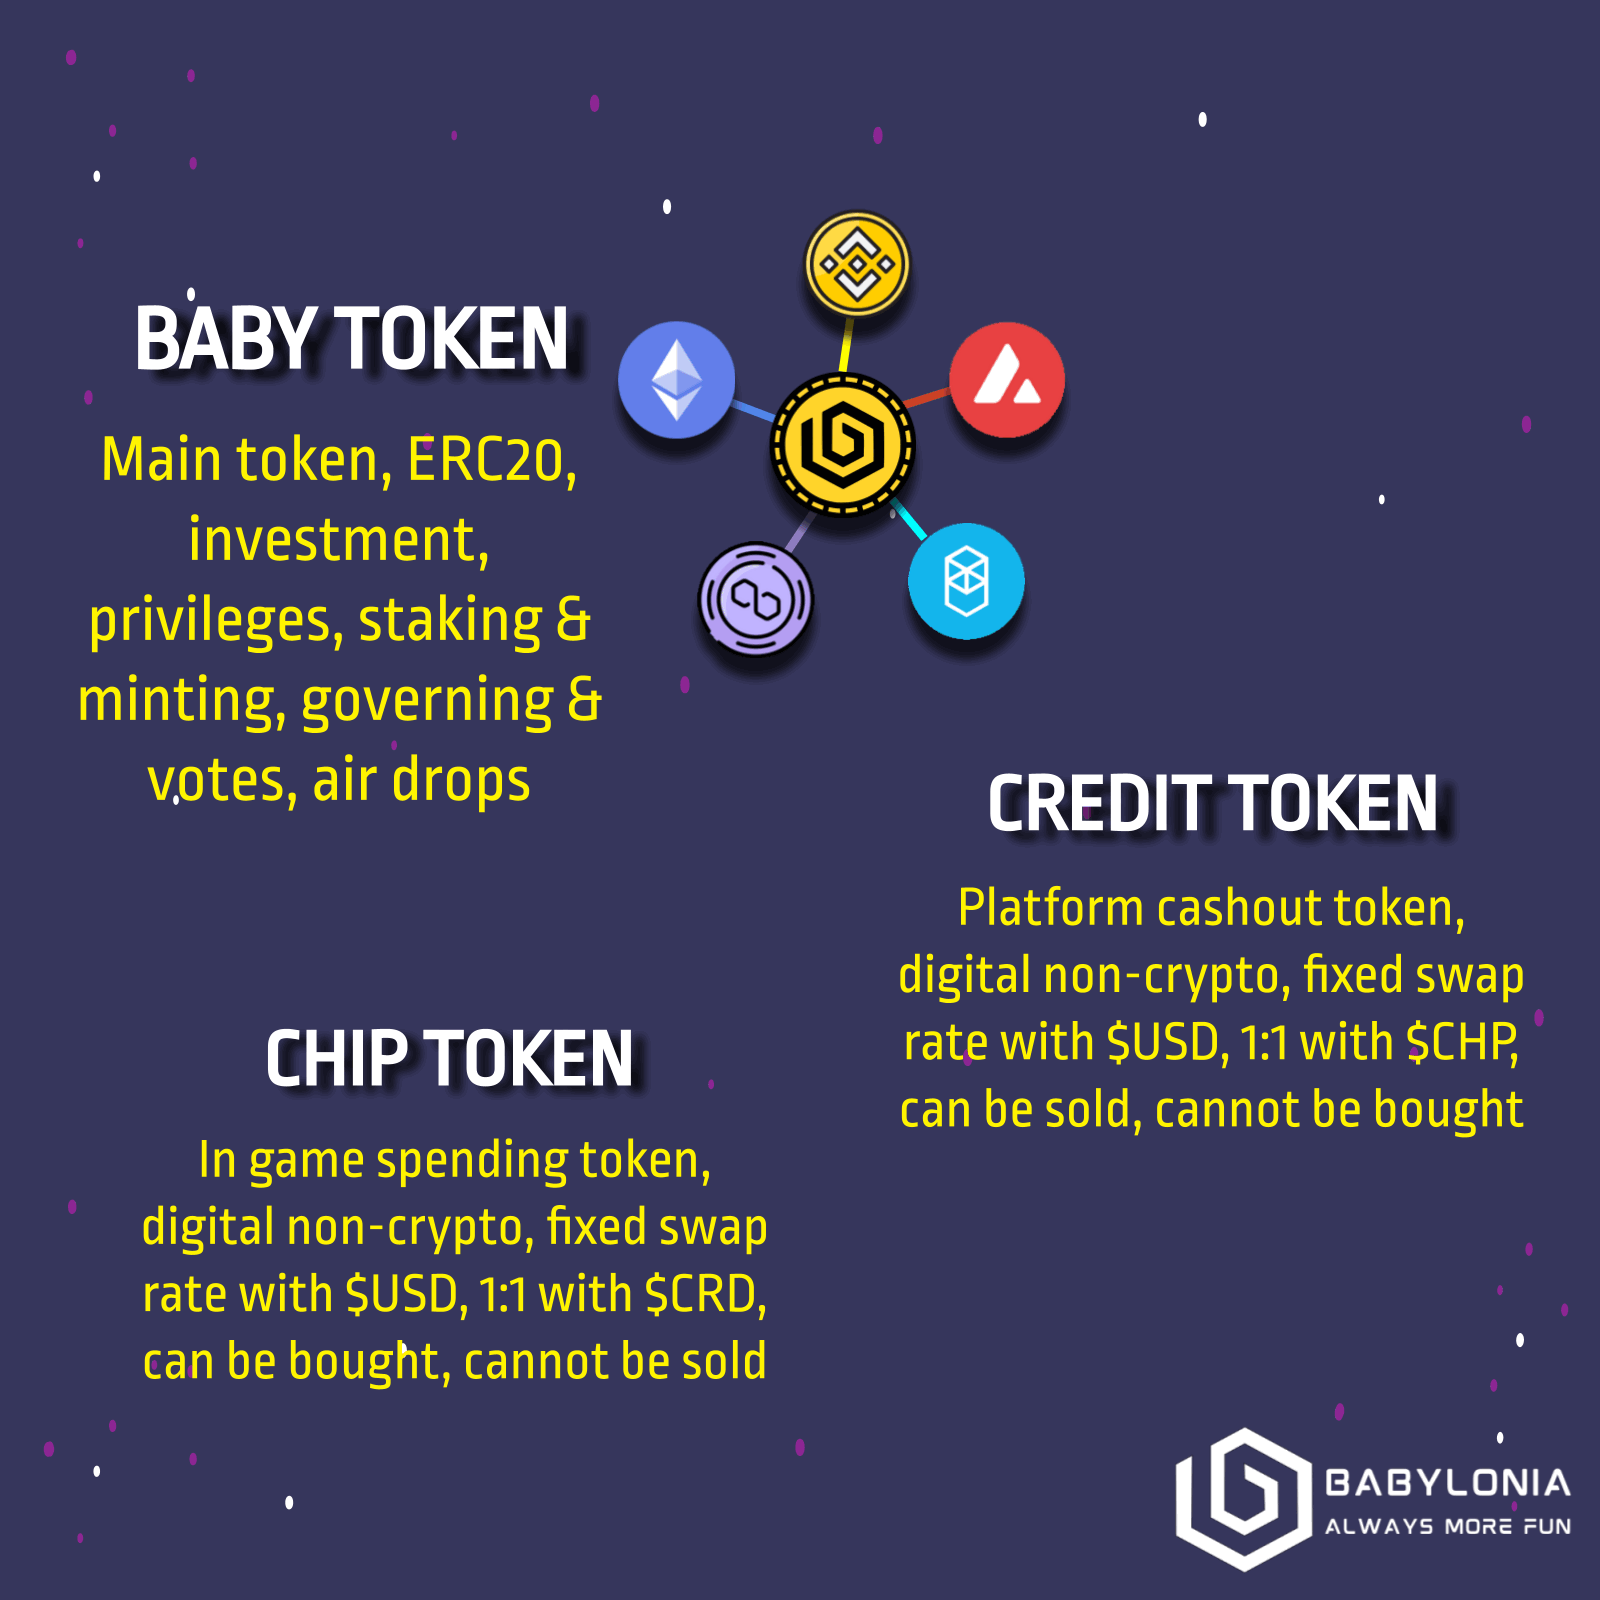 BABY TOKEN
Main token, ERC20,
investment,
privileges, staking &
minting, governing &
votes, air drops
CREDIT TOKEN
Platform cashout token,
digital non-crypto, fixed swap
rate with $USD, 1:1 with $CHP,
can be sold, cannot be bought
CHIP TOKEN
In game spending token,
digital non-crypto, fixed swap
rate with $USD, 1:1 with $CRD,
can be bought, cannot be sold
BABYLONIA
ALWAYS MORE FUN